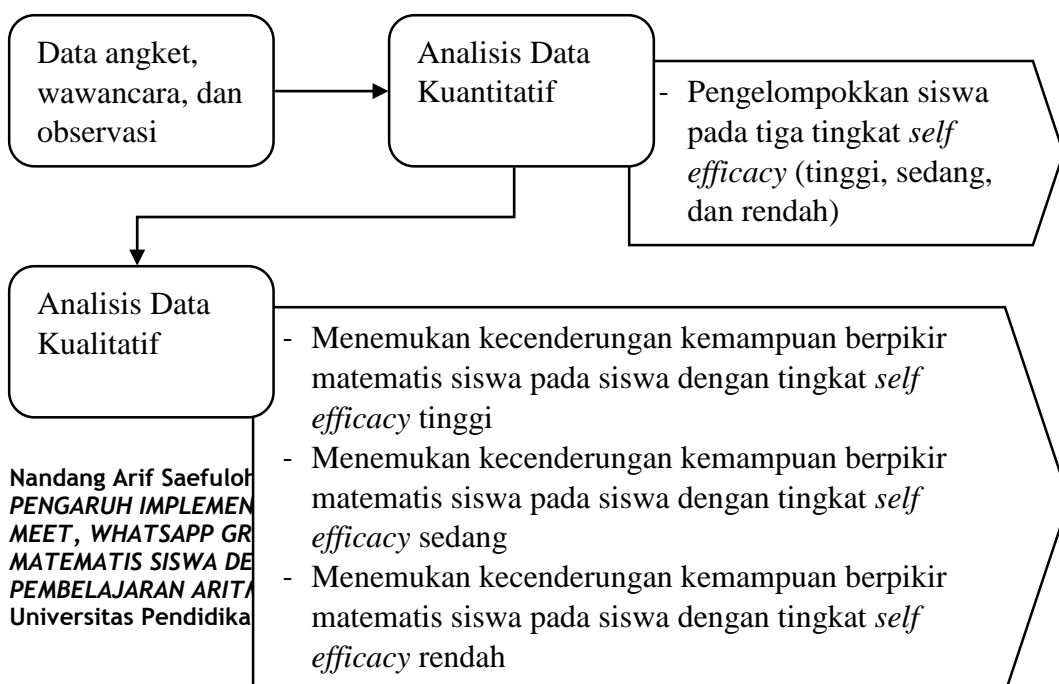 Data angket,
wawancara, dan
observasi
Analisis Data
Kuantitatif
- Pengelompokkan siswa
pada tiga tingkat self
efficacy (tinggi, sedang,
dan rendah)
Analisis Data
Kualitatif
- Menemukan kecenderungan kemampuan berpikir
matematis siswa pada siswa dengan tingkat self
efficacy tinggi
- Menemukan kecenderungan kemampuan berpikir
matematis siswa pada siswa dengan tingkat self
efficacy sedang
- Menemukan kecenderungan kemampuan berpikir
matematis siswa pada siswa dengan tingkat self
efficacy rendah
Nandang Arif Saefuloh
PENGARUH IMPLEMEN
MEET, WHATSAPP GR
MATEMATIS SISWA DE
PEMBELAJARAN
Universitas Pendidika